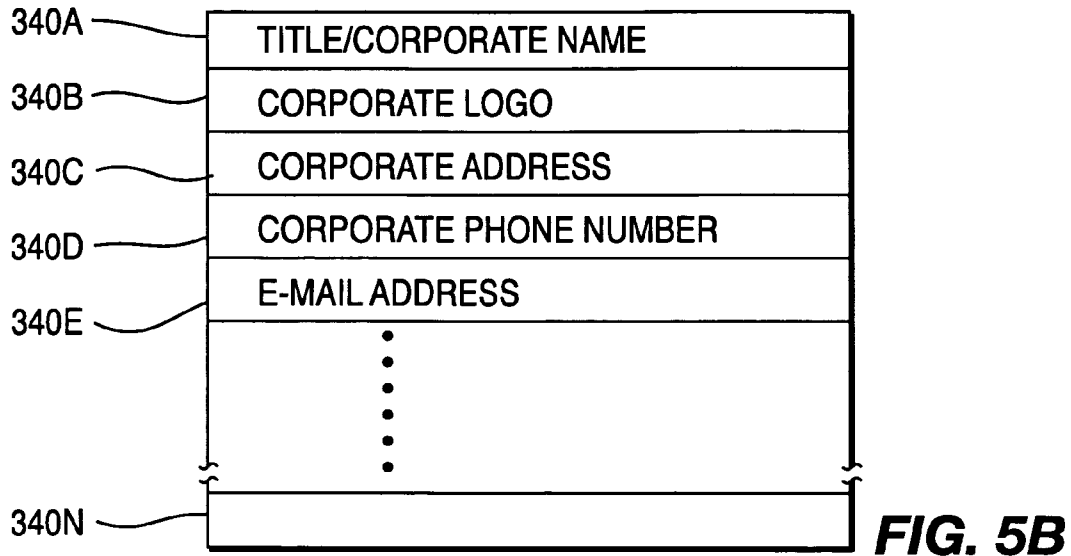 340A TITLE/CORPORATE NAME
340B CORPORATE LOGO
340C CORPORATE ADDRESS
340D CORPORATE PHONE NUMBER
340E E-MAIL ADDRESS
340N
FIG. 5B